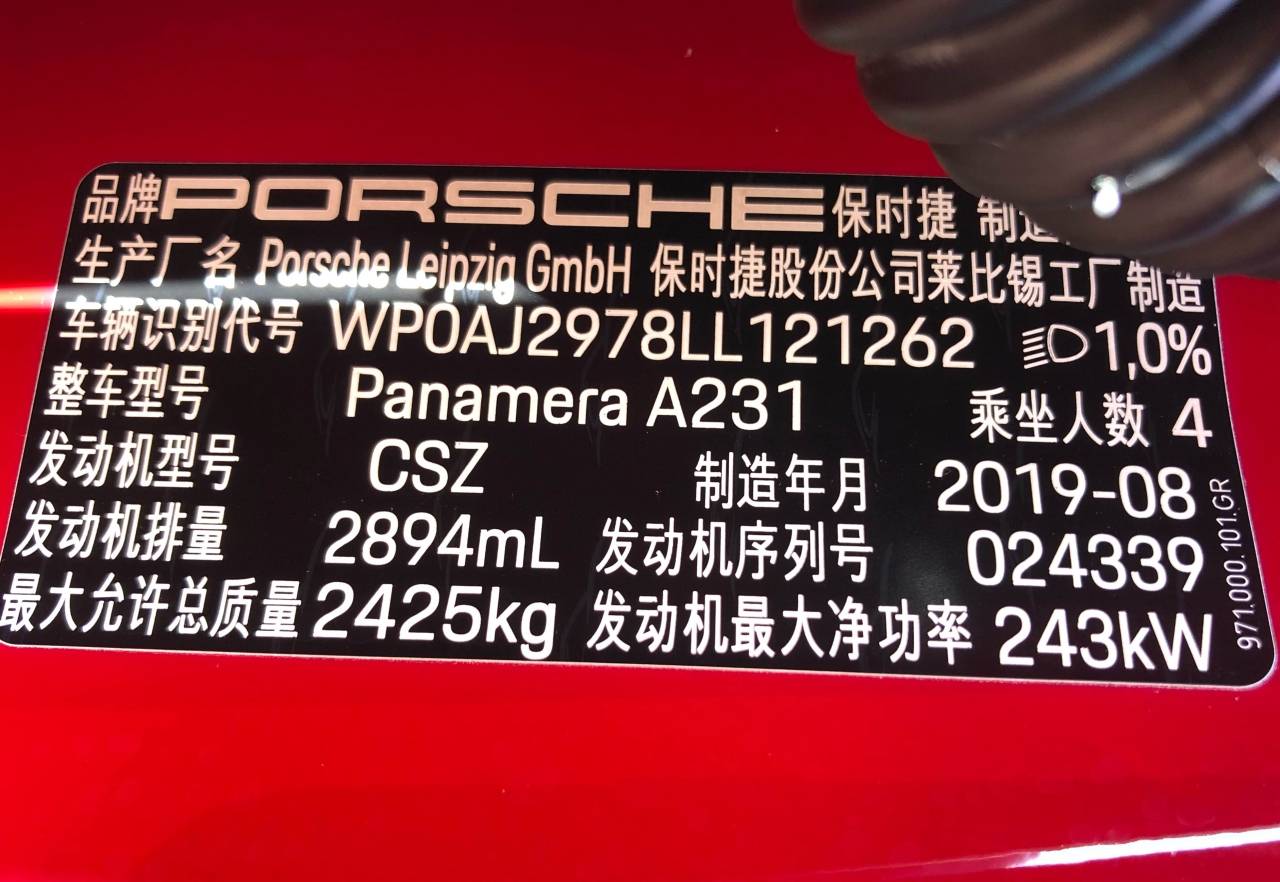 品牌PORSCHE保时捷 制造
生产厂名 Porsche Leipzig GmbH 保时捷股份公司莱比锡工厂制造
车辆识别代号 WP0AJ2978LL121262 1,0%
整车型号 Panamera A231 乘坐人数 4
发动机型号 CSZ 制造年月 2019-08
发动机排量 2894mL 发动机序列号 024339
最大允许总质量 2425kg 发动机最大净功率 243kW
971.000.101.GR